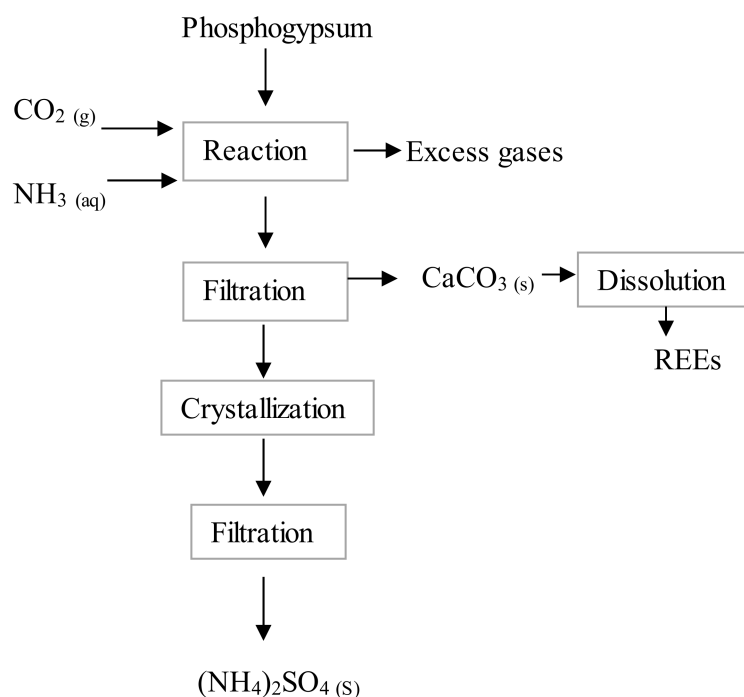 Phosphogypsum
CO₂ (g)
Reaction
Excess gases
NH₃ (aq)
Filtration
CaCO₃ (s)
Dissolution
REEs
Crystallization
Filtration
(NH₄)₂SO₄ (S)